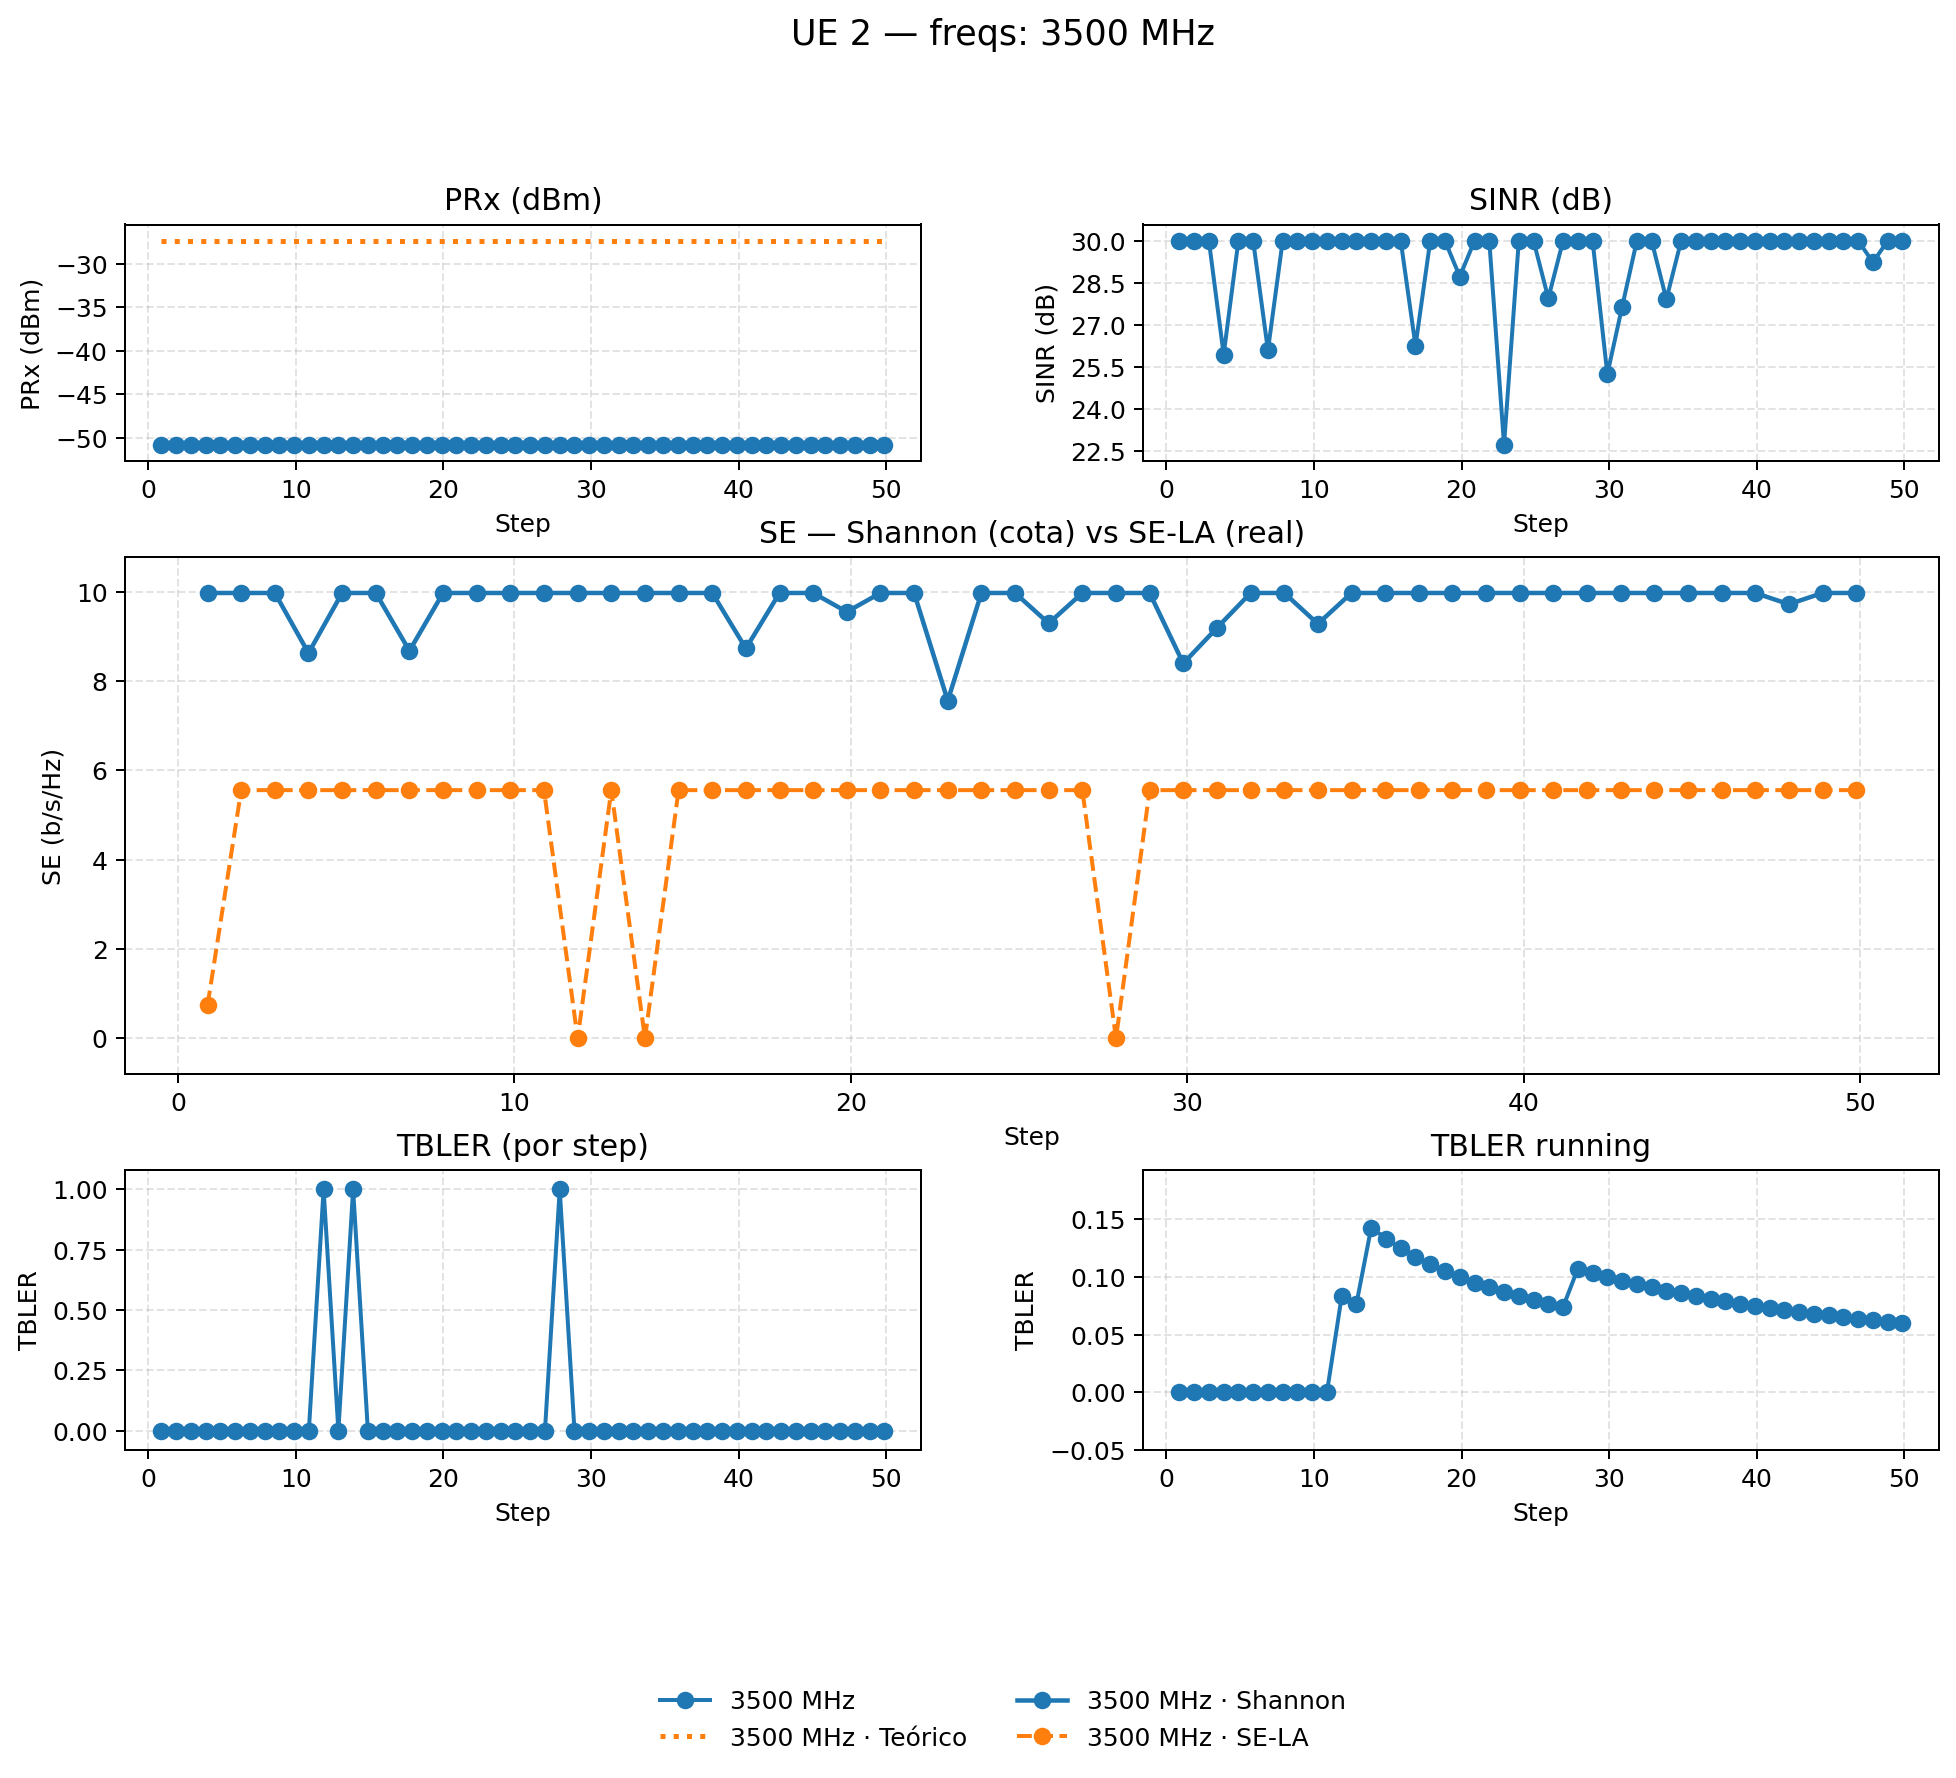 UE 2 — freqs: 3500 MHz
PRx (dBm)
PRx (dBm)
−30
−35
−40
−45
−50
0 10 20 30 40 50
Step
SINR (dB)
SINR (dB)
30.0
28.5
27.0
25.5
24.0
22.5
0 10 20 30 40 50
Step
SE — Shannon (cota) vs SE-LA (real)
SE (b/s/Hz)
10
8
6
4
2
0
0 10 20 30 40 50
Step
TBLER (por step)
TBLER
1.00
0.75
0.50
0.25
0.00
0 10 20 30 40 50
Step
TBLER running
TBLER
0.15
0.10
0.05
0.00
−0.05
0 10 20 30 40 50
Step
3500 MHz
3500 MHz · Teórico
3500 MHz · Shannon
3500 MHz · SE-LA